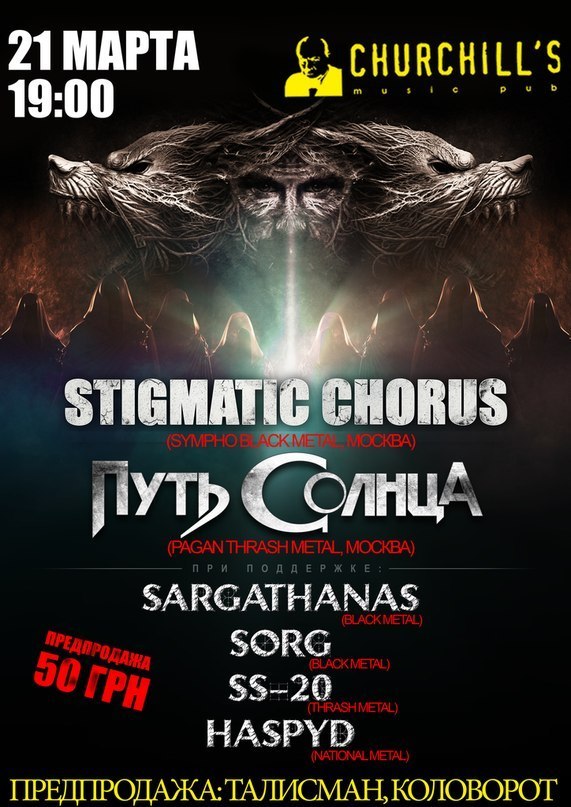 21 МАРТА
19:00
CHURCHILL'S
music pub
STIGMATIC CHORUS
(SYMPHO BLACK METAL, МОСКВА)
ПУТЬ СОЛНЦА
(PAGAN THRASH METAL, МОСКВА)
ПРИ ПОДДЕРЖКЕ:
SARGATHANAS
(BLACK METAL)
SORG
(BLACK METAL)
SS-20
(THRASH METAL)
HASPYD
(NATIONAL METAL)
ПРЕДПРОДАЖА
50 ГРН
ПРЕДПРОДАЖА: ТАЛИСМАН, КОЛОВОРОТ